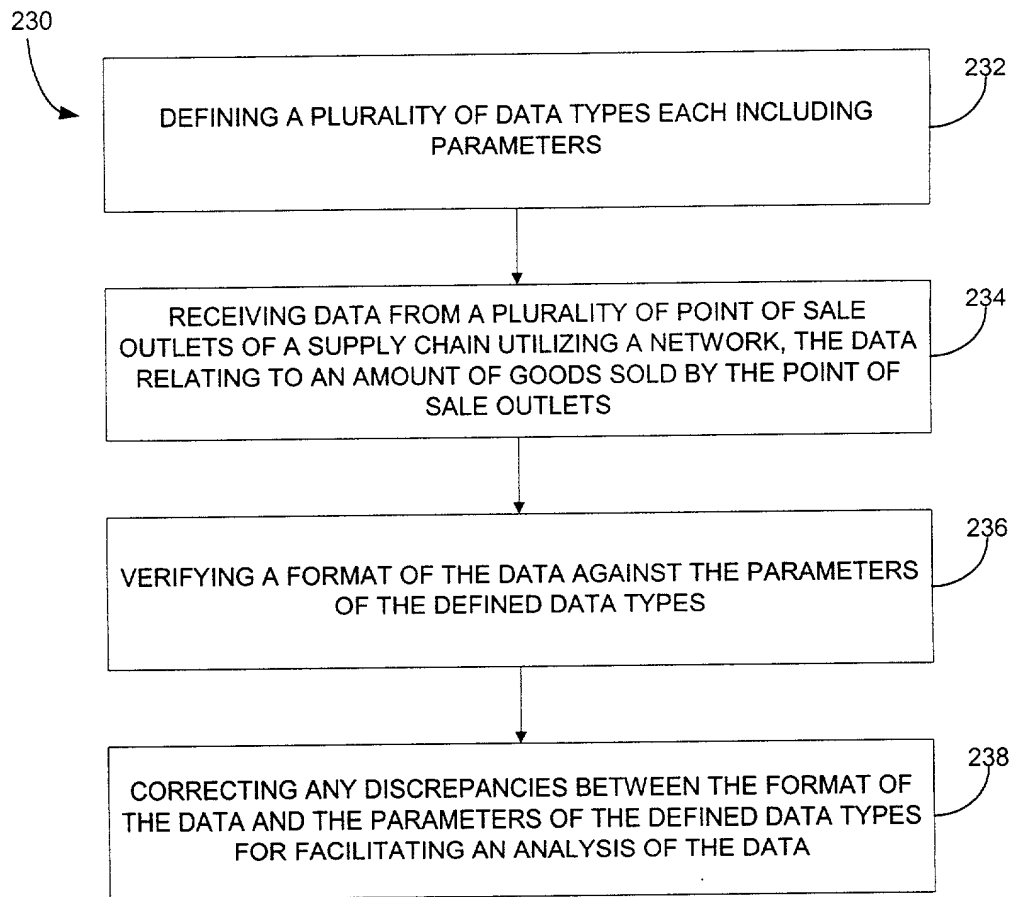 230
232
DEFINING A PLURALITY OF DATA TYPES EACH INCLUDING
PARAMETERS
234
RECEIVING DATA FROM A PLURALITY OF POINT OF SALE
OUTLETS OF A SUPPLY CHAIN UTILIZING A NETWORK, THE DATA
RELATING TO AN AMOUNT OF GOODS SOLD BY THE POINT OF
SALE OUTLETS
236
VERIFYING A FORMAT OF THE DATA AGAINST THE PARAMETERS
OF THE DEFINED DATA TYPES
238
CORRECTING ANY DISCREPANCIES BETWEEN THE FORMAT OF
THE DATA AND THE PARAMETERS OF THE DEFINED DATA TYPES
FOR FACILITATING AN ANALYSIS OF THE DATA